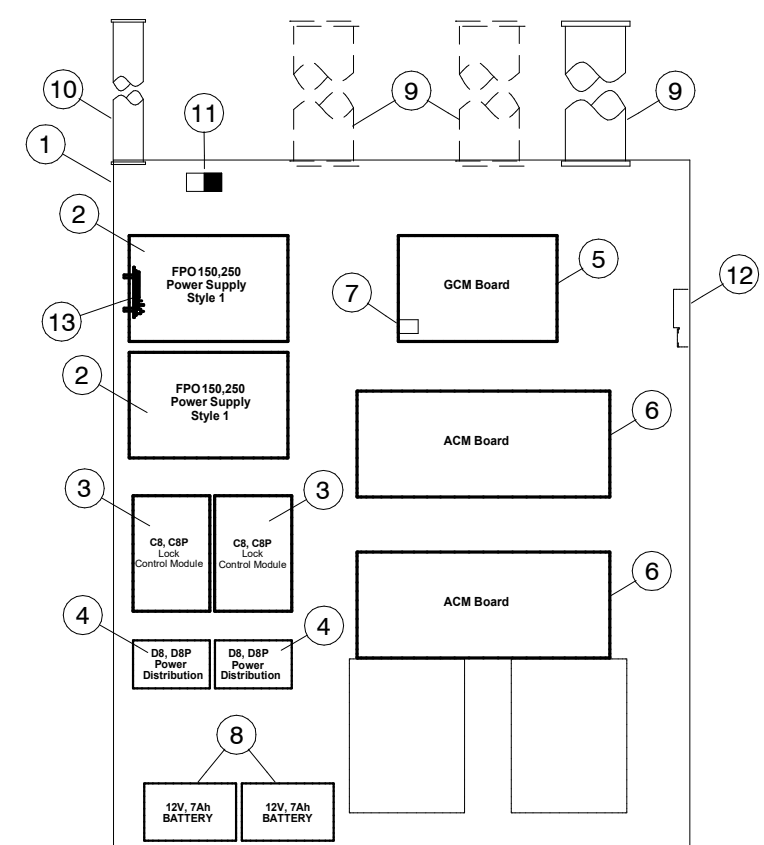 10
9
9
11
1
2
FPO150,250
Power Supply
Style 1
GCM Board
5
7
12
13
2
FPO150,250
Power Supply
Style 1
ACM Board
6
3
3
C8, C8P
Lock
Control Module
C8, C8P
Lock
Control Module
ACM Board
6
4
4
D8, D8P
Power
Distribution
D8, D8P
Power
Distribution
8
12V, 7Ah
BATTERY
12V, 7Ah
BATTERY